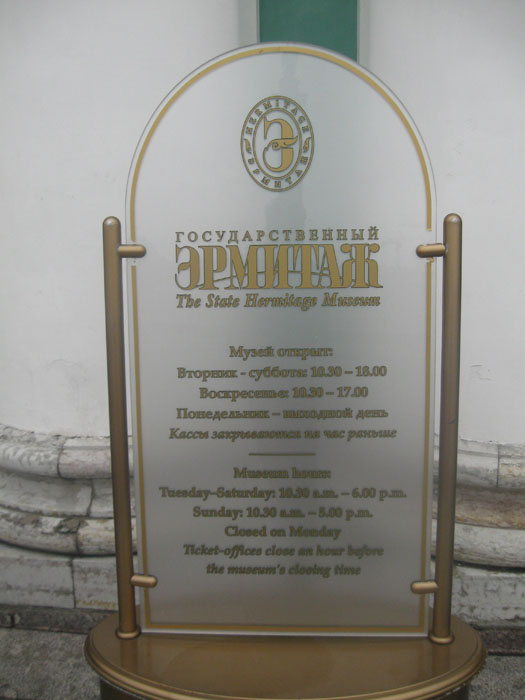 HERMITAGE
Э
ЭРМИТАЖ
ГОСУДАРСТВЕННЫЙ
ЭРМИТАЖ
The State Hermitage Museum
Музей открыт:
Вторник - суббота: 10.30 – 18.00
Воскресенье: 10.30 – 17.00
Понедельник – выходной день
Кассы закрываются на час раньше
Museum hours:
Tuesday–Saturday: 10.30 a.m. – 6.00 p.m.
Sunday: 10.30 a.m. – 5.00 p.m.
Closed on Monday
Ticket-offices close an hour before
the museum's closing time